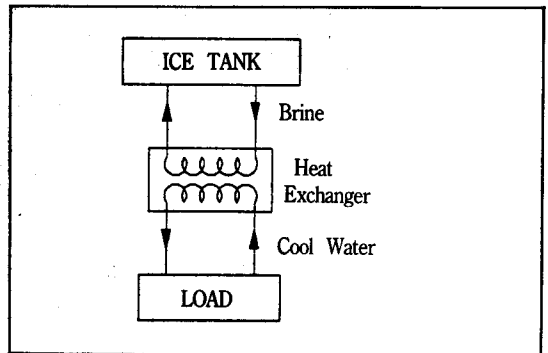 ICE TANK
Brine
Heat
Exchanger
Cool Water
LOAD